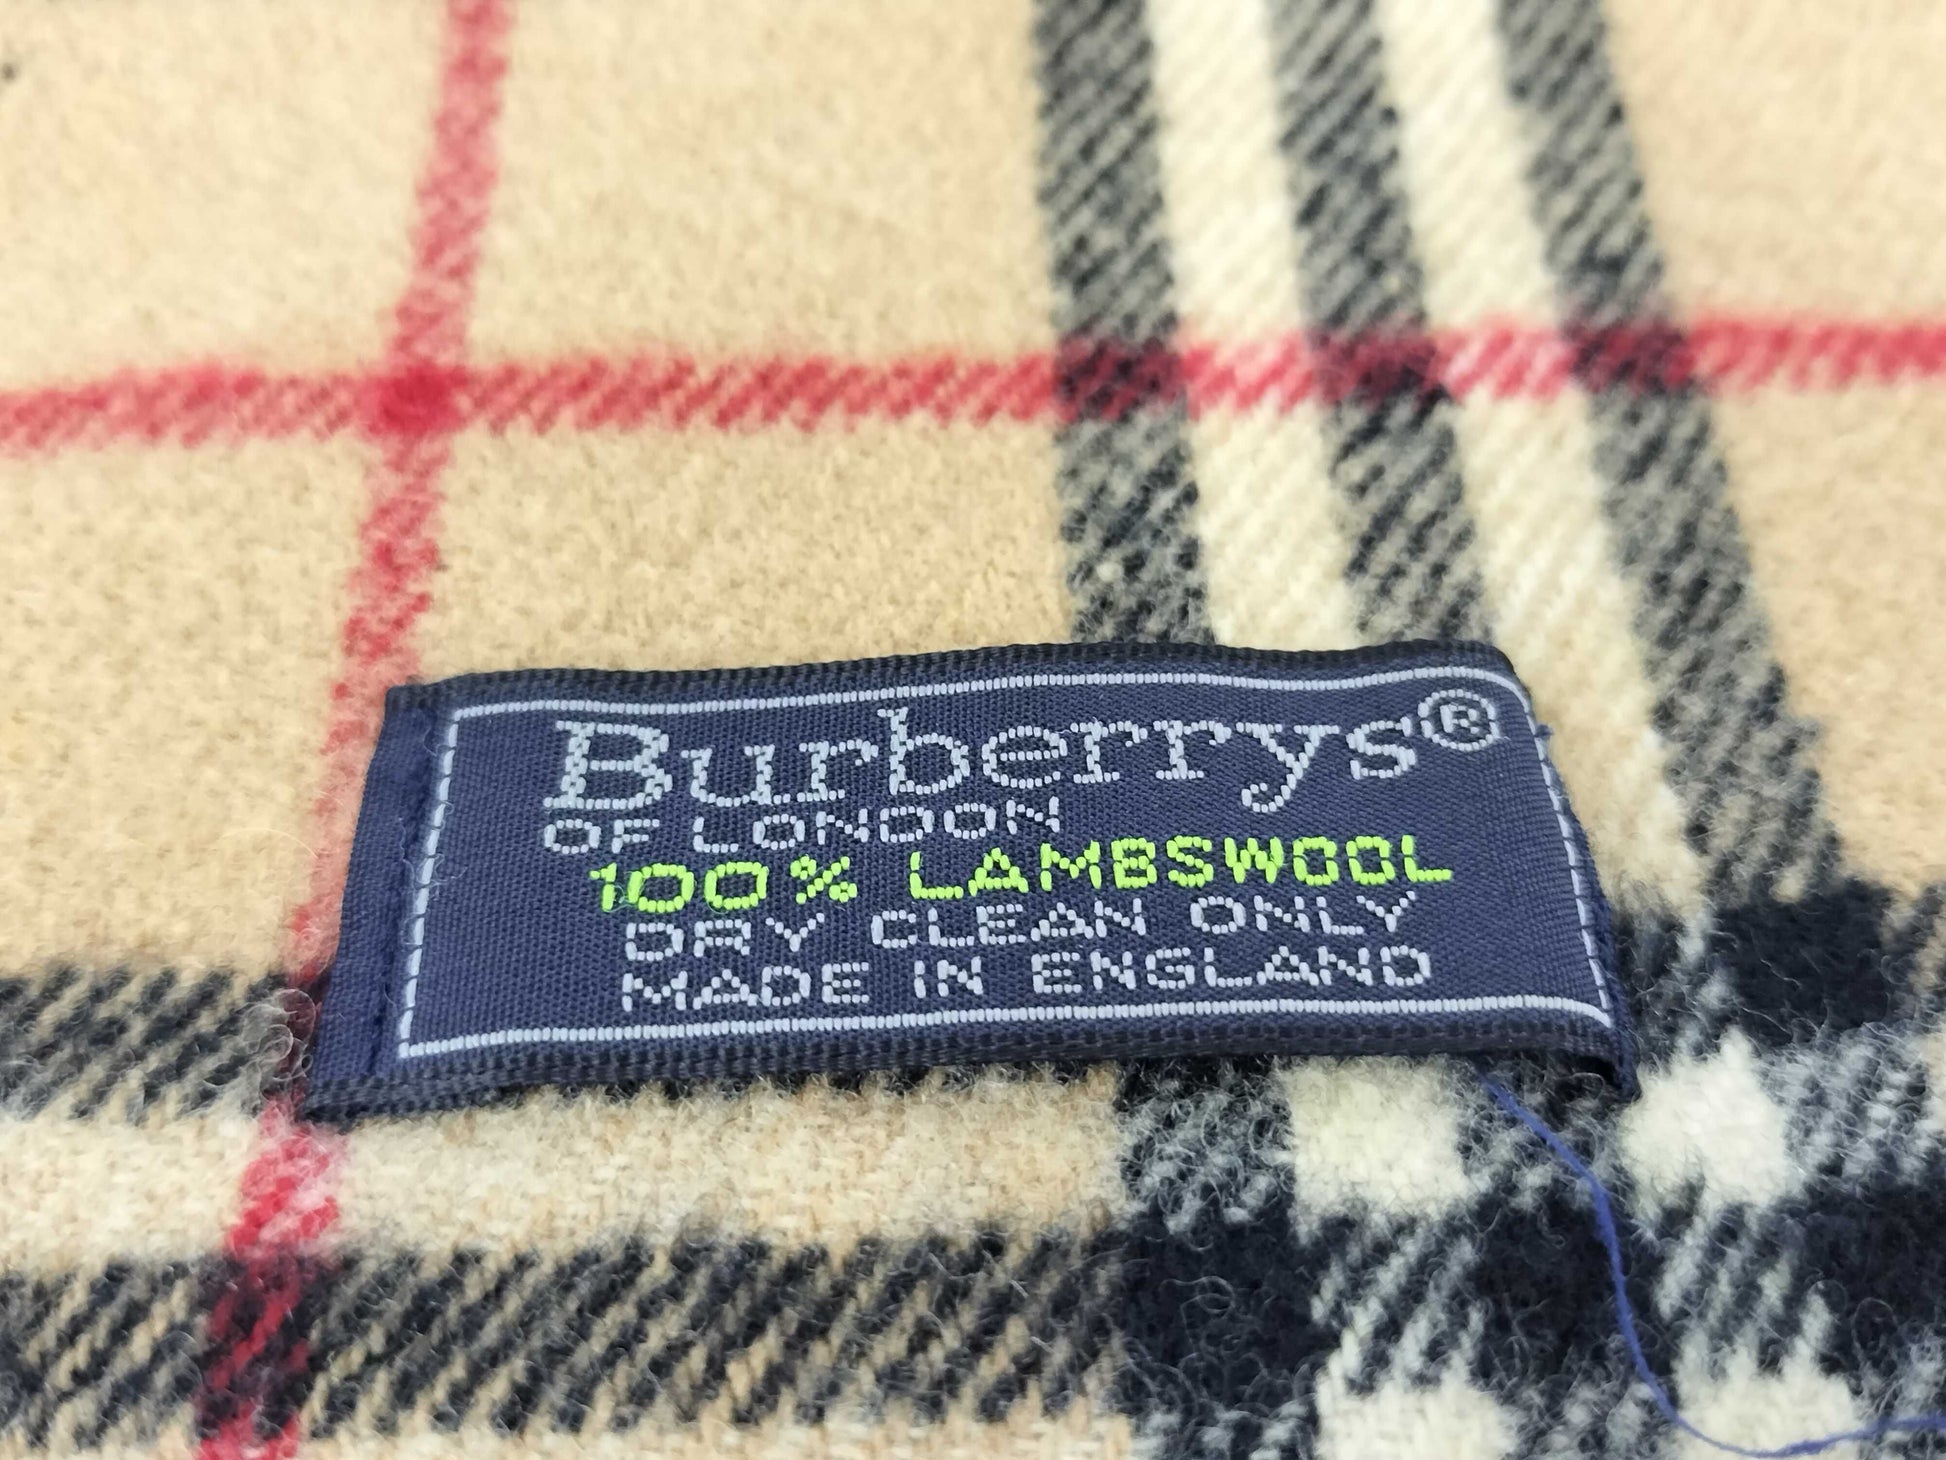 Burberrys®
OF LONDON
100% LAMBSWOOL
DRY CLEAN ONLY
MADE IN ENGLAND